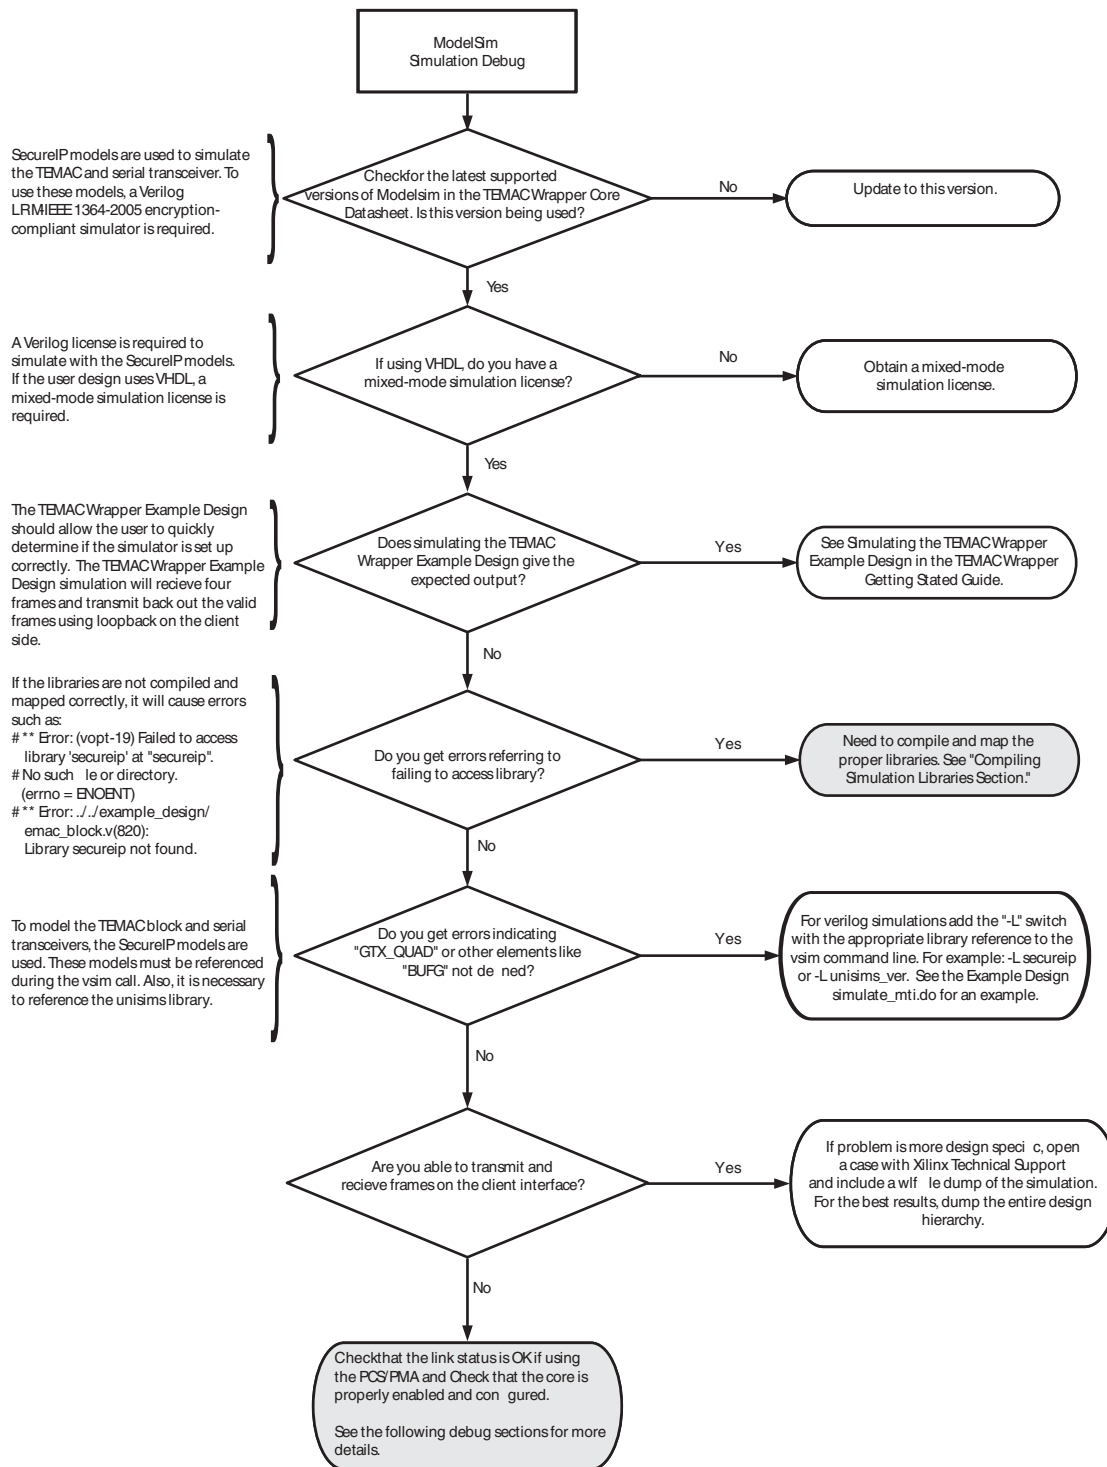 ModelSim
Simulation Debug
SecureIP models are used to simulate
the TEMAC and serial transceiver. To
use these models, a Verilog
LRM-IEEE 1364-2005 encryption-
compliant simulator is required.
Check for the latest supported
versions of Modelsim in the TEMAC Wrapper Core
Datasheet. Is this version being used?
No
Update to this version.
Yes
A Verilog license is required to
simulate with the SecureIP models.
If the user design uses VHDL, a
mixed-mode simulation license is
required.
If using VHDL, do you have a
mixed-mode simulation license?
No
Obtain a mixed-mode
simulation license.
Yes
The TEMAC Wrapper Example Design
should allow the user to quickly
determine if the simulator is set up
correctly. The TEMAC Wrapper Example
Design simulation will recieve four
frames and transmit back out the valid
frames using loopback on the client
side.
Does simulating the TEMAC
Wrapper Example Design give the
expected output?
Yes
See Simulating the TEMAC Wrapper
Example Design in the TEMAC Wrapper
Getting Stated Guide.
No
If the libraries are not compiled and
mapped correctly, it will cause errors
such as:
# ** Error: (vopt-19) Failed to access
library 'secureip' at "secureip".
# No such le or directory.
(errno = ENOENT)
# ** Error: ../../example_design/
emac_block.v(820):
Library secureip not found.
Do you get errors referring to
failing to access library?
Yes
Need to compile and map the
proper libraries. See "Compiling
Simulation Libraries Section."
No
To model the TEMAC block and serial
transceivers, the SecureIP models are
used. These models must be referenced
during the vsim call. Also, it is necessary
to reference the unisims library.
Do you get errors indicating
"GTX_QUAD" or other elements like
"BUFG" not de ned?
Yes
For verilog simulations add the "-L" switch
with the appropriate library reference to the
vsim command line. For example: -L secureip
or -L unisims_ver. See the Example Design
simulate_mti.do for an example.
No
Are you able to transmit and
recieve frames on the client interface?
Yes
If problem is more design speci c, open
a case with Xilinx Technical Support
and include a wlf le dump of the simulation.
For the best results, dump the entire design
hierarchy.
No
Check that the link status is OK if using
the PCS/PMA and Check that the core is
properly enabled and con gured.
See the following debug sections for more
details.